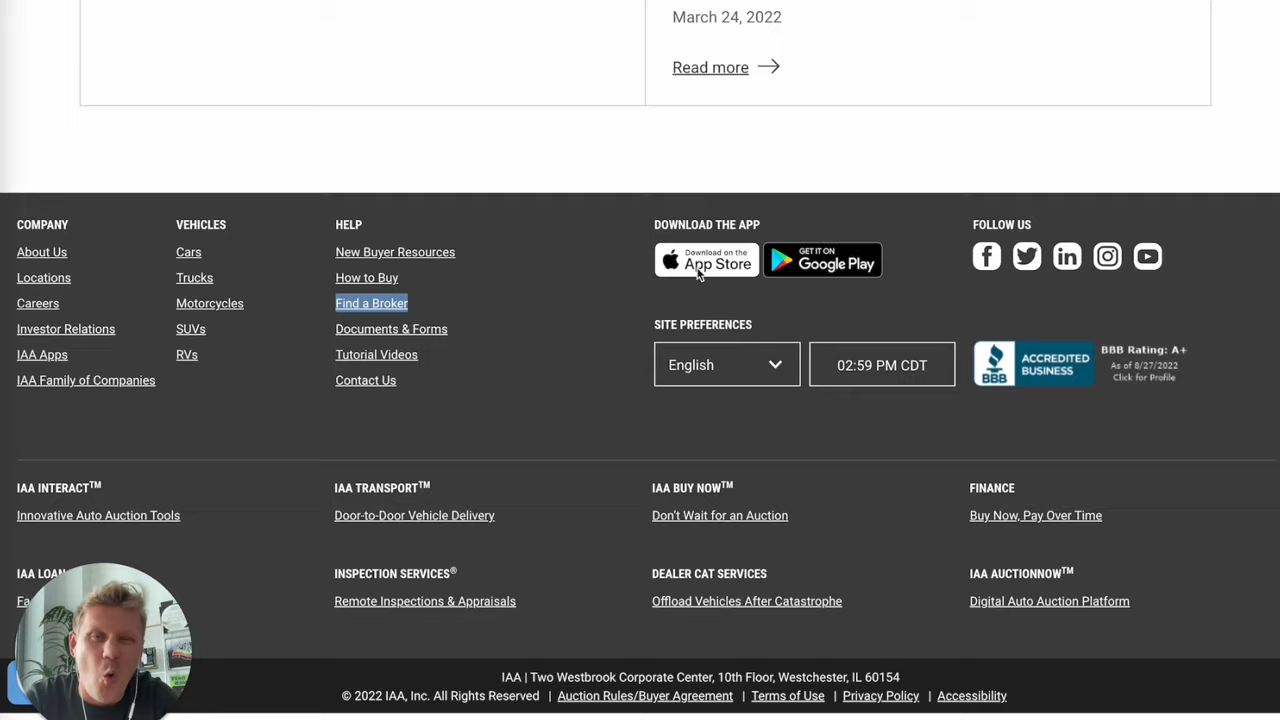 March 24, 2022
Read more
COMPANY
About Us
Locations
Careers
Investor Relations
IAA Apps
IAA Family of Companies
VEHICLES
Cars
Trucks
Motorcycles
SUVs
RVs
HELP
New Buyer Resources
How to Buy
Find a Broker
Documents & Forms
Tutorial Videos
Contact Us
DOWNLOAD THE APP
Download on the
App Store
GET IT ON
Google Play
SITE PREFERENCES
English
02:59 PM CDT
FOLLOW US
BBB
ACCREDITED
BUSINESS
BBB Rating: A+
As of 8/27/2022
Click for Profile
IAA INTERACT™
Innovative Auto Auction Tools
IAA TRANSPORT™
Door-to-Door Vehicle Delivery
IAA BUY NOW™
Don't Wait for an Auction
FINANCE
Buy Now, Pay Over Time
IAA LOAN
INSPECTION SERVICES®
Remote Inspections & Appraisals
DEALER CAT SERVICES
Offload Vehicles After Catastrophe
IAA AUCTIONNOW™
Digital Auto Auction Platform
IAA | Two Westbrook Corporate Center, 10th Floor, Westchester, IL 60154
© 2022 IAA, Inc. All Rights Reserved | Auction Rules/Buyer Agreement | Terms of Use | Privacy Policy | Accessibility